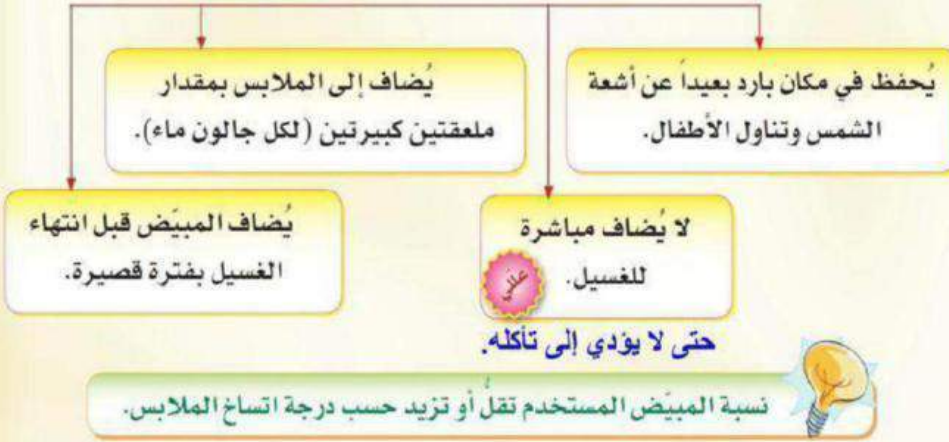 يُحفظ في مكان بارد بعيداً عن أشعة
الشمس وتناول الأطفال.
يُضاف إلى الملابس بمقدار
ملعقتين كبيرتين (لكل جالون ماء).
لا يُضاف مباشرة
للغسيل.
عللي
حتى لا يؤدي إلى تآكله.
يُضاف المبيّض قبل انتهاء
الغسيل بفترة قصيرة.
نسبة المبيّض المستخدم تقلُّ أو تزيد حسب درجة اتساخ الملابس.